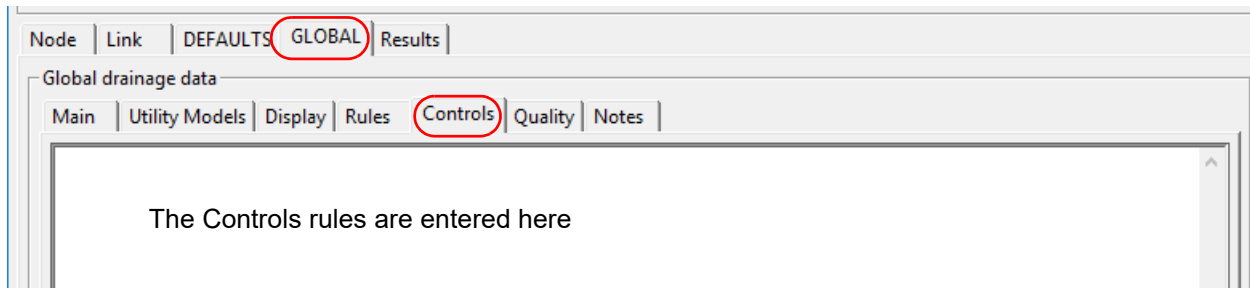 Node Link DEFAULTS GLOBAL Results
Global drainage data
Main Utility Models Display Rules Controls Quality Notes
The Controls rules are entered here